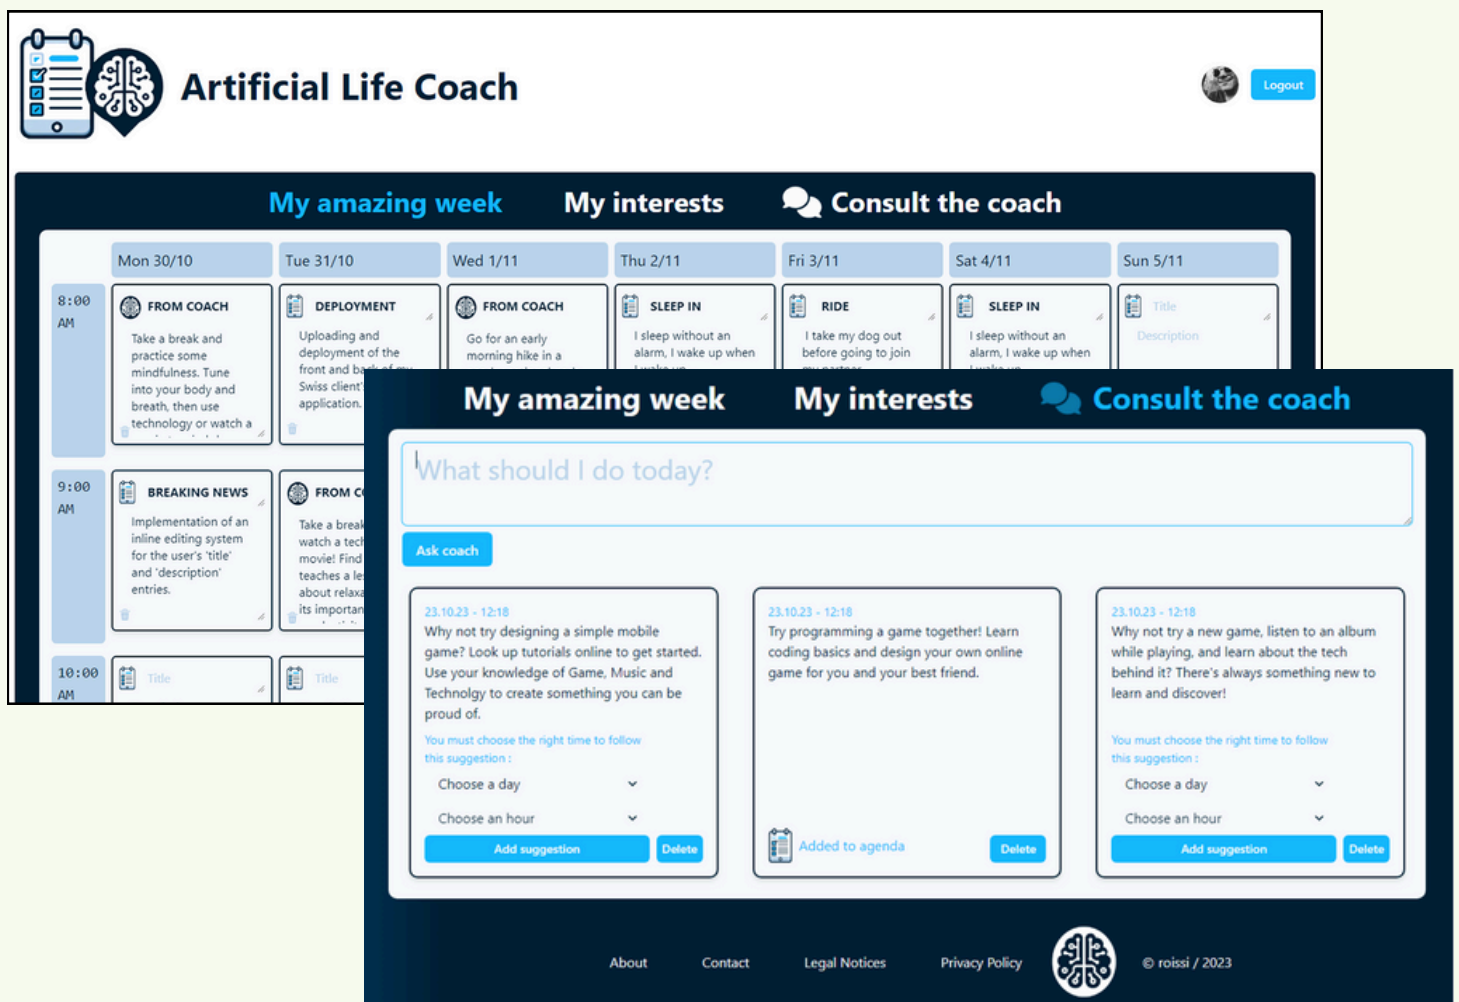 Artificial Life Coach
Logout
My amazing week My interests Consult the coach
Mon 30/10 Tue 31/10 Wed 1/11 Thu 2/11 Fri 3/11 Sat 4/11 Sun 5/11
8:00
AM
FROM COACH
Take a break and
practice some
mindfulness. Tune
into your body and
breath, then use
technology or watch a
DEPLOYMENT
Uploading and
deployment of the
front and back of my
Swiss client'
application.
FROM COACH
Go for an early
morning hike in a
SLEEP IN
I sleep without an
alarm, I wake up when
I wake up
RIDE
I take my dog out
before going to join
my partner
SLEEP IN
I sleep without an
alarm, I wake up when
I wake up
Title
Description
9:00
AM
BREAKING NEWS
Implementation of an
inline editing system
for the user's 'title'
and 'description'
entries.
FROM CO
Take a break
watch a tech
movie! Find
teaches a les
about relaxa
its importan
10:00
AM
Title
Title
My amazing week My interests Consult the coach
What should I do today?
Ask coach
23.10.23 - 12:18
Why not try designing a simple mobile
game? Look up tutorials online to get started.
Use your knowledge of Game, Music and
Technolgy to create something you can be
proud of.
You must choose the right time to follow
this suggestion :
Choose a day
Choose an hour
Add suggestion Delete
23.10.23 - 12:18
Try programming a game together! Learn
coding basics and design your own online
game for you and your best friend.
Added to agenda Delete
23.10.23 - 12:18
Why not try a new game, listen to an album
while playing, and learn about the tech
behind it? There's always something new to
learn and discover!
You must choose the right time to follow
this suggestion :
Choose a day
Choose an hour
Add suggestion Delete
About Contact Legal Notices Privacy Policy © roissi / 2023